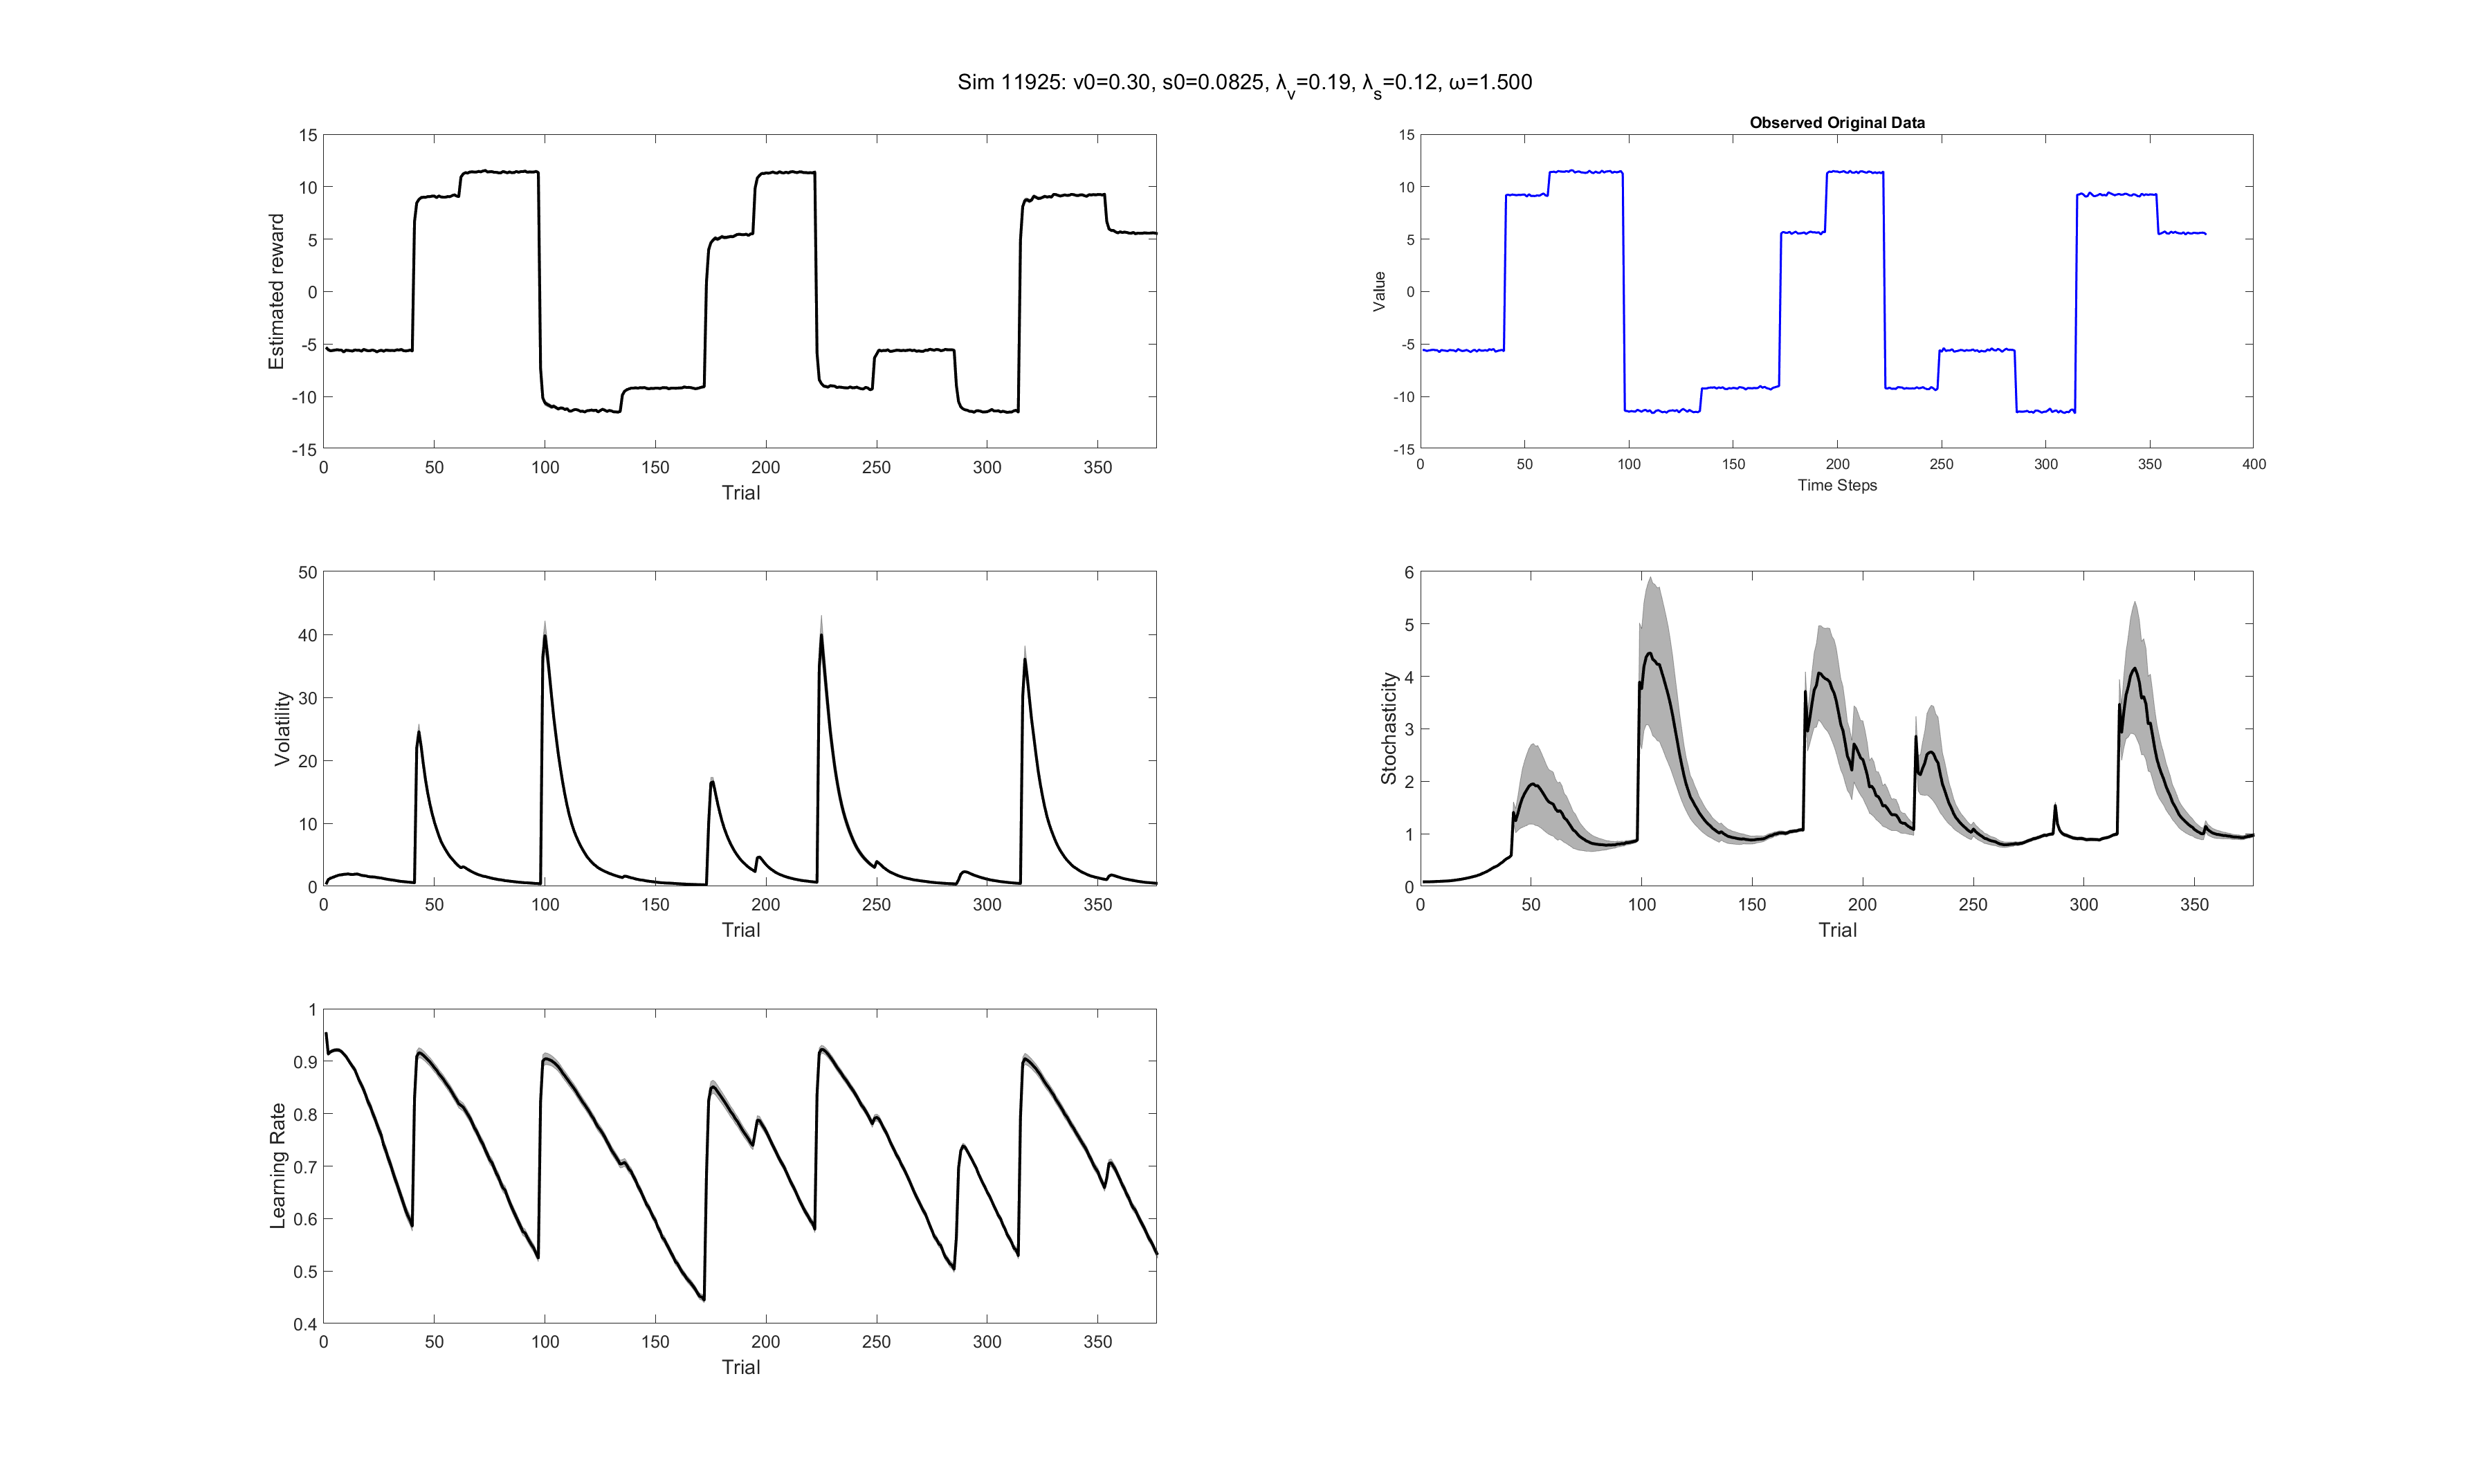 Sim 11925: v0=0.30, s0=0.0825, λv=0.19, λs=0.12, ω=1.500
15
10
5
0
-5
-10
-15
Estimated reward
0 50 100 150 200 250 300 350
Trial
Observed Original Data
15
10
5
0
-5
-10
-15
Value
0 50 100 150 200 250 300 350 400
Time Steps
50
40
30
20
10
0
Volatility
0 50 100 150 200 250 300 350
Trial
6
5
4
3
2
1
0
Stochasticity
0 50 100 150 200 250 300 350
Trial
1
0.9
0.8
0.7
0.6
0.5
0.4
Learning Rate
0 50 100 150 200 250 300 350
Trial